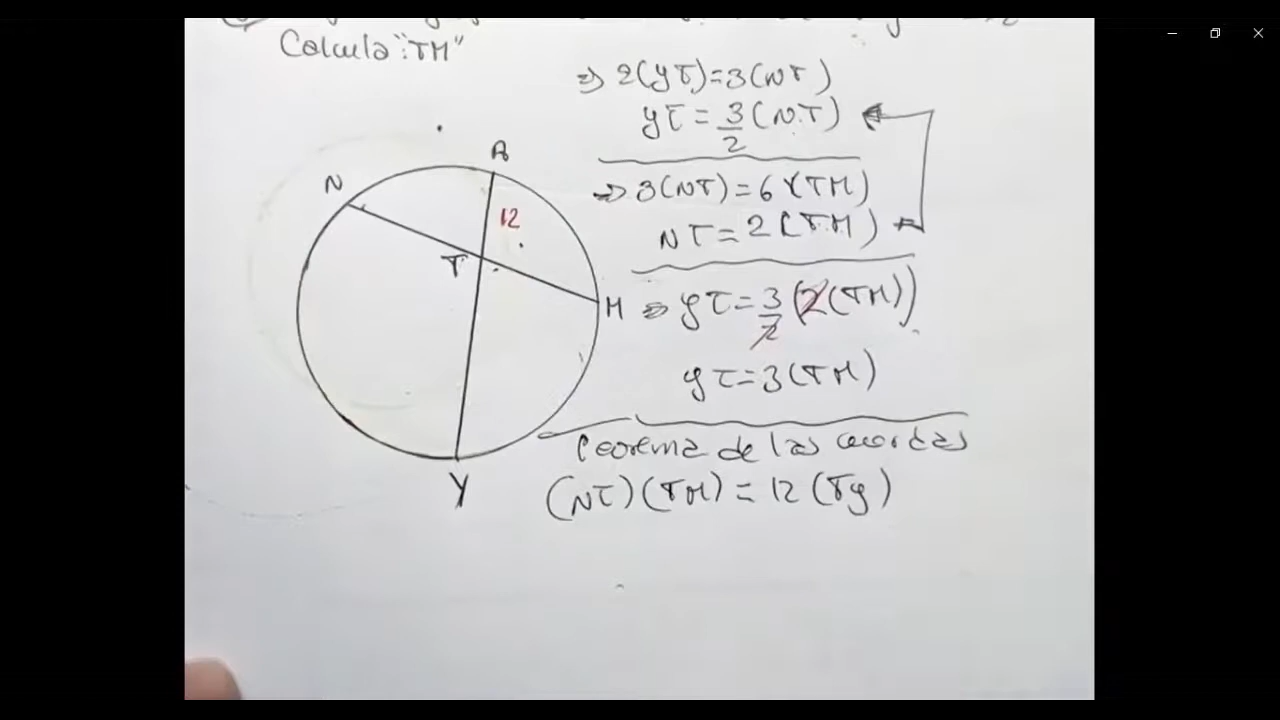 Calcula "TM"
⇒ 2(YT)=3(NT)
YT = 3/2 (NT)
⇒ 3(NT) = 6 (TM)
NT = 2(TM)
⇒ YT = 3/2 (2(TM))
YT = 3(TM)
Teorema de las cuerdas
(NT)(TM) = 12 (TY)
A
N
12
T
M
Y